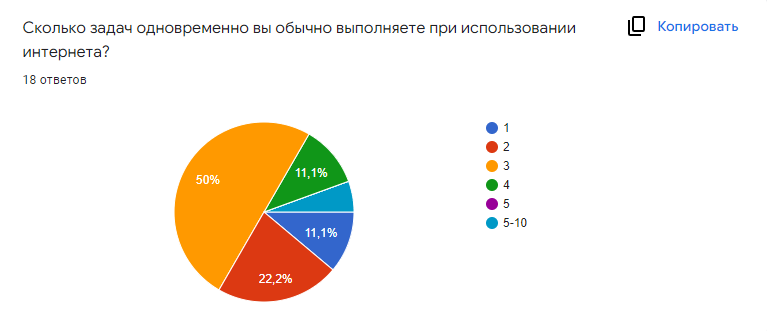 Сколько задач одновременно вы обычно выполняете при использовании
интернета?
Копировать
18 ответов
50%
11,1%
11,1%
22,2%
1
2
3
4
5
5-10